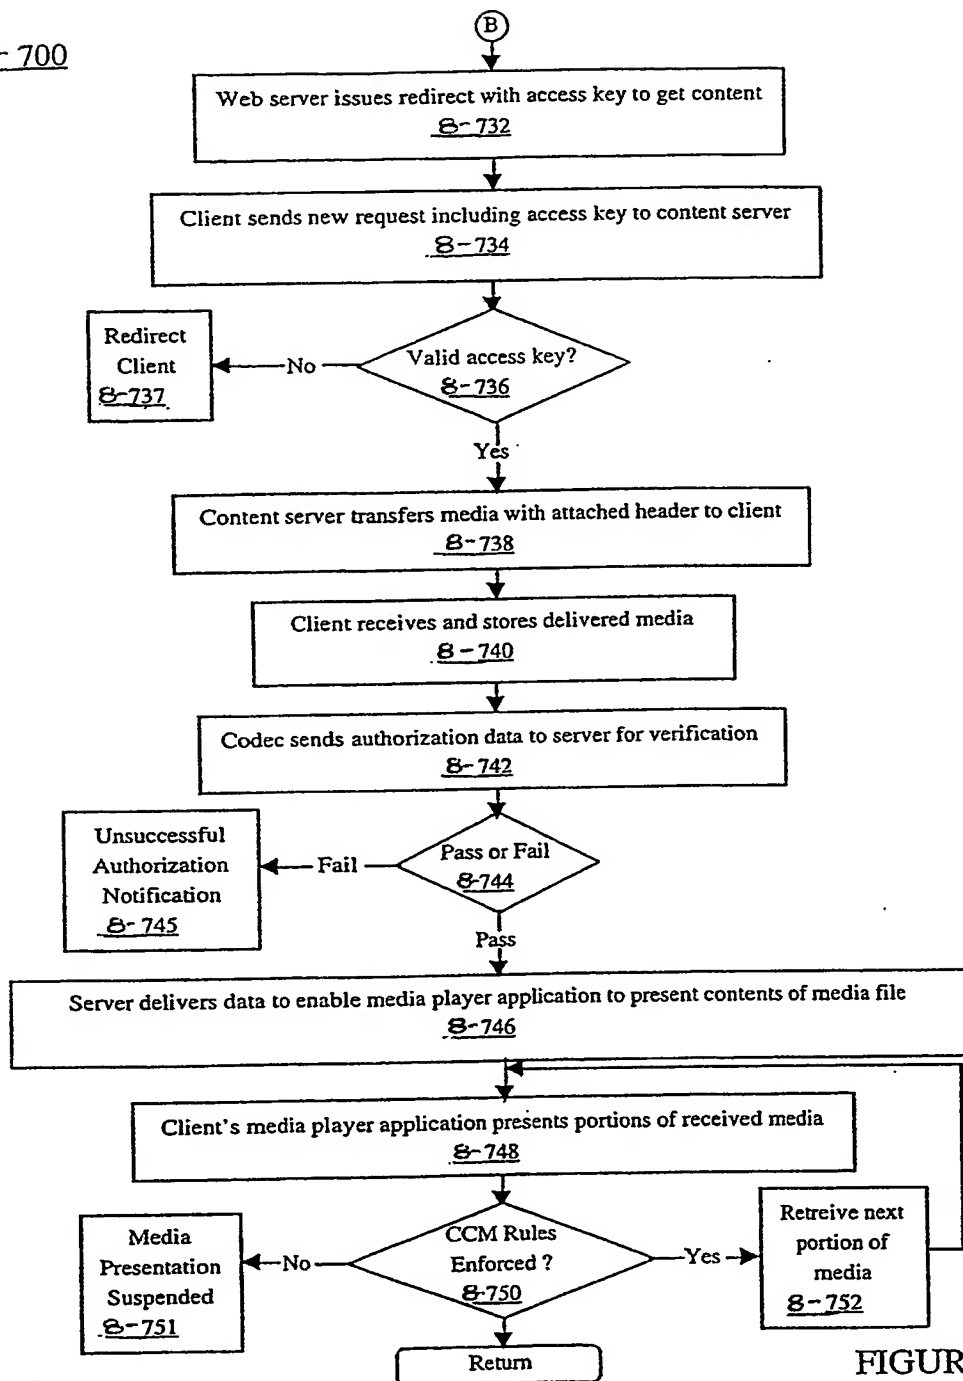 B
700
Web server issues redirect with access key to get content
8-732
Client sends new request including access key to content server
8-734
Redirect
Client
8-737
No
Valid access key?
8-736
Yes
Content server transfers media with attached header to client
8-738
Client receives and stores delivered media
8-740
Codec sends authorization data to server for verification
8-742
Unsuccessful
Authorization
Notification
8-745
Fail
Pass or Fail
8-744
Pass
Server delivers data to enable media player application to present contents of media file
8-746
Client's media player application presents portions of received media
8-748
Media
Presentation
Suspended
8-751
No
CCM Rules
Enforced ?
8-750
Yes
Retreive next
portion of
media
8-752
Return
FIGUR